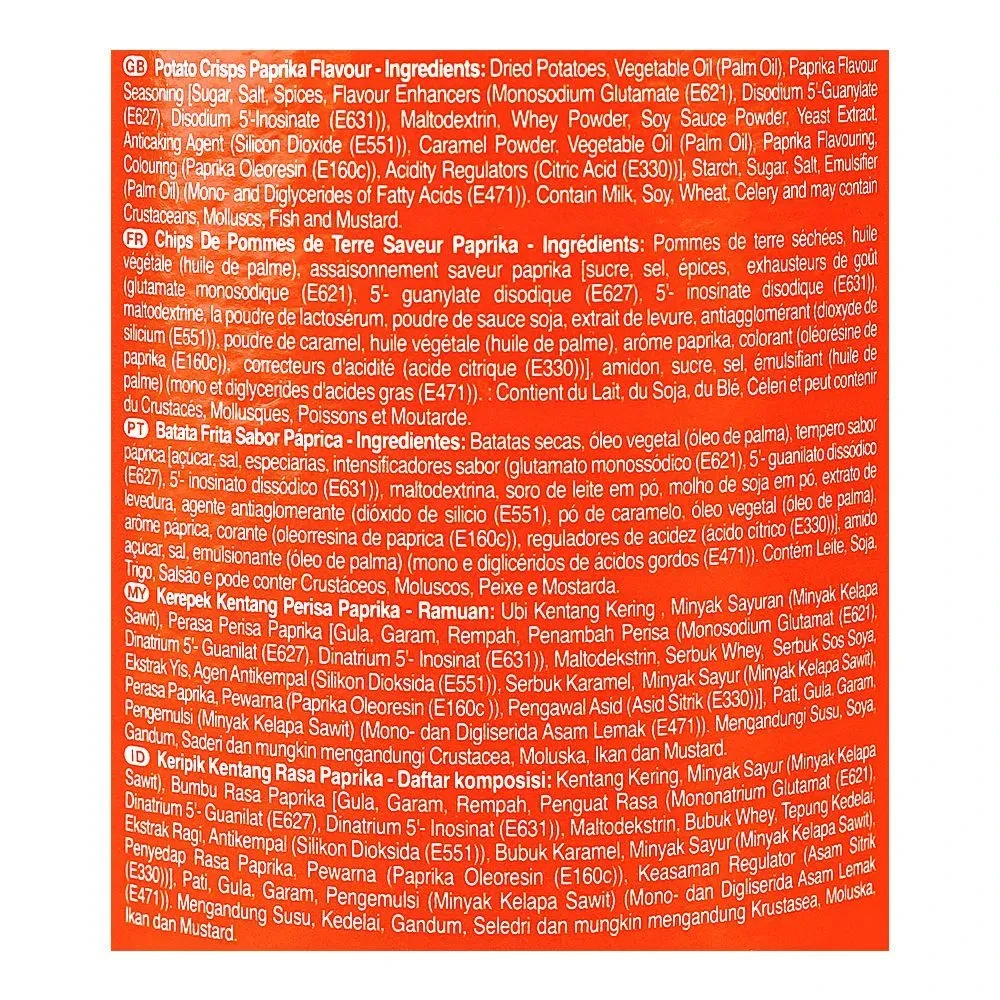 GB Potato Crisps Paprika Flavour - Ingredients: Dried Potatoes, Vegetable Oil (Palm Oil), Paprika Flavour
Seasoning [Sugar, Salt, Spices, Flavour Enhancers (Monosodium Glutamate (E621), Disodium 5'-Guanylate
(E627), Disodium 5'-Inosinate (E631)), Maltodextrin, Whey Powder, Soy Sauce Powder, Yeast Extract,
Anticaking Agent (Silicon Dioxide (E551)), Caramel Powder, Vegetable Oil (Palm Oil), Paprika Flavouring,
Colouring (Paprika Oleoresin (E160c)), Acidity Regulators (Citric Acid (E330))], Starch, Sugar, Salt, Emulsifier
(Palm Oil) (Mono- and Diglycerides of Fatty Acids (E471)). Contain Milk, Soy, Wheat, Celery and may contain
Crustaceans, Molluscs, Fish and Mustard.
FR Chips De Pommes de Terre Saveur Paprika - Ingrédients: Pommes de terre séchées, huile
végétale (huile de palme), assaisonnement saveur paprika [sucre, sel, épices, exhausteurs de goût
(glutamate monosodique (E621), 5'- guanylate disodique (E627), 5'- inosinate disodique (E631)),
maltodextrine, la poudre de lactosérum, poudre de sauce soja, extrait de levure, antiagglomérant (dioxyde de
silicium (E551)), poudre de caramel, huile végétale (huile de palme), arôme paprika, colorant (oléorésine de
paprika (E160c)), correcteurs d'acidité (acide citrique (E330))], amidon, sucre, sel, émulsifiant (huile de
palme) (mono et diglycerides d'acides gras (E471)). : Contient du Lait, du Soja, du Blé, Céleri et peut contenir
du Crustacés, Mollusques, Poissons et Moutarde.
PT Batata Frita Sabor Páprica - Ingredientes: Batatas secas, óleo vegetal (óleo de palma), tempero sabor
paprica [açucar, sal, especiarias, intensificadores sabor (glutamato monossódico (E621), 5'- guanilato dissódico
(E627), 5'- inosinato dissódico (E631)), maltodextrina, soro de leite em pó, molho de soja em pó, extrato de
levedura, agente antiaglomerante (dióxido de silicio (E551), pó de caramelo, óleo vegetal (óleo de palma),
arôme páprica, corante (oleorresina de paprica (E160c)), reguladores de acidez (ácido cítrico (E330))], amido
açucar, sal, emulsionante (óleo de palma) (mono e diglicéridos de ácidos gordos (E471)). Contém Leite, Soja,
Trigo, Salsão e pode conter Crustáceos, Moluscos, Peixe e Mostarda.
MY Kerepek Kentang Perisa Paprika - Ramuan: Ubi Kentang Kering , Minyak Sayuran (Minyak Kelapa
Sawit), Perasa Perisa Paprika [Gula, Garam, Rempah, Penambah Perisa (Monosodium Glutamat (E621),
Dinatrium 5'- Guanilat (E627), Dinatrium 5'- Inosinat (E631)), Maltodekstrin, Serbuk Whey, Serbuk Sos Soya,
Ekstrak Yis, Agen Antikempal (Silikon Dioksida (E551)), Serbuk Karamel, Minyak Sayur (Minyak Kelapa Sawit),
Perasa Paprika, Pewarna (Paprika Oleoresin (E160c )), Pengawal Asid (Asid Sitrik (E330))], Pati, Gula, Garam,
Pengemulsi (Minyak Kelapa Sawit) (Mono- dan Digliserida Asam Lemak (E471)). Mengandungi Susu, Soya,
Gandum, Saderi dan mungkin mengandungi Crustacea, Moluska, Ikan dan Mustard.
ID Keripik Kentang Rasa Paprika - Daftar komposisi: Kentang Kering, Minyak Sayur (Minyak Kelapa
Sawit), Bumbu Rasa Paprika [Gula, Garam, Rempah, Penguat Rasa (Mononatrium Glutamat (E621),
Dinatrium 5'- Guanilat (E627), Dinatrium 5'- Inosinat (E631)), Maltodekstrin, Bubuk Whey, Tepung Kedelai,
Ekstrak Ragi, Antikempal (Silikon Dioksida (E551)), Bubuk Karamel, Minyak Sayur (Minyak Kelapa Sawit),
Penyedap Rasa Paprika, Pewarna (Paprika Oleoresin (E160c)), Keasaman Regulator (Asam Sitrik
(E330))], Pati, Gula, Garam, Pengemulsi (Minyak Kelapa Sawit) (Mono- dan Digliserida Asam Lemak
(E471)). Mengandung Susu, Kedelai, Gandum, Seledri dan mungkin mengandung Krustasea, Moluska,
Ikan dan Mustard.